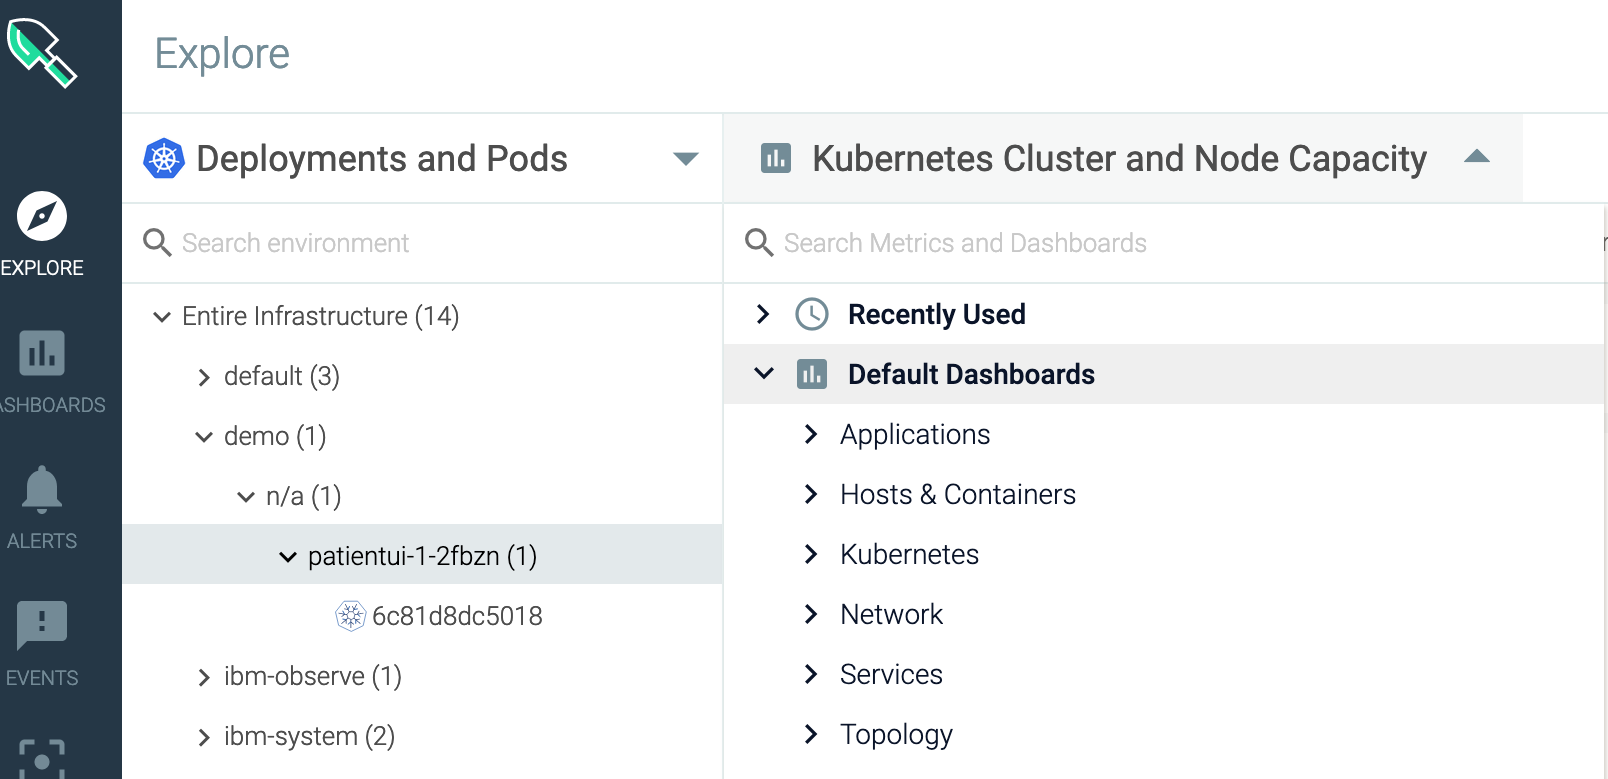 Explore
EXPLORE
ASHBOARDS
ALERTS
EVENTS
Deployments and Pods
Search environment
Entire Infrastructure (14)
default (3)
demo (1)
n/a (1)
patientui-1-2fbzn (1)
6c81d8dc5018
ibm-observe (1)
ibm-system (2)
Kubernetes Cluster and Node Capacity
Search Metrics and Dashboards
Recently Used
Default Dashboards
Applications
Hosts & Containers
Kubernetes
Network
Services
Topology